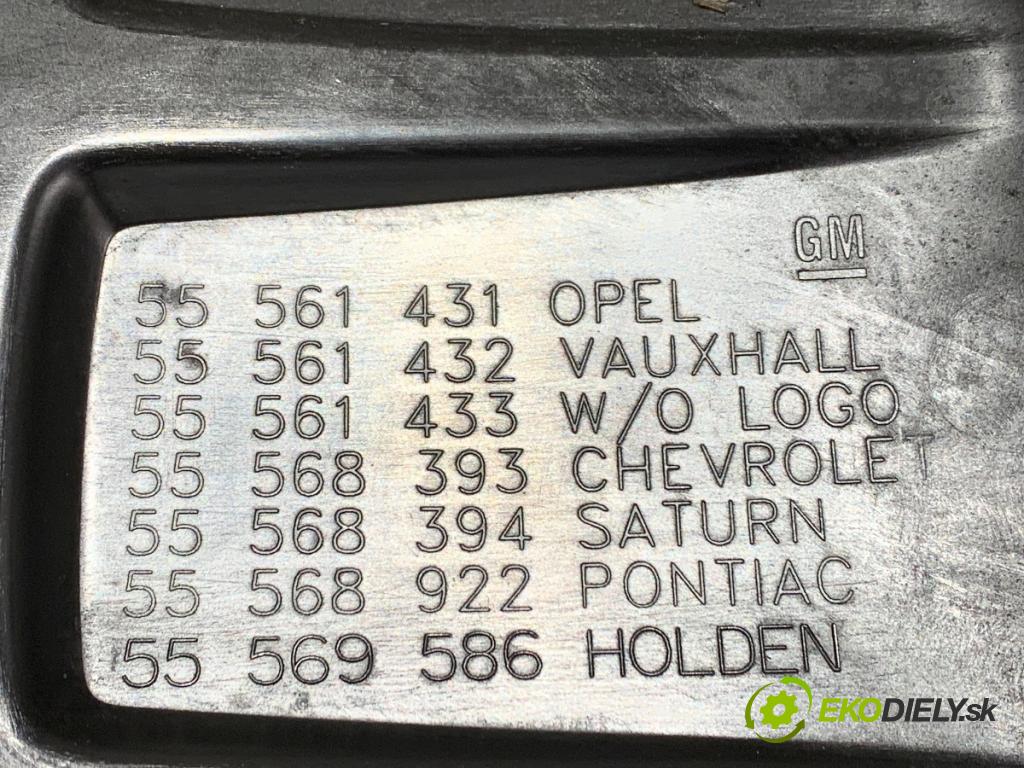 GM
55 561 431 OPEL
55 561 432 VAUXHALL
55 561 433 W/O LOGO
55 568 393 CHEVROLET
55 568 394 SATURN
55 568 922 PONTIAC
55 569 586 HOLDEN
EKODIELY.sk